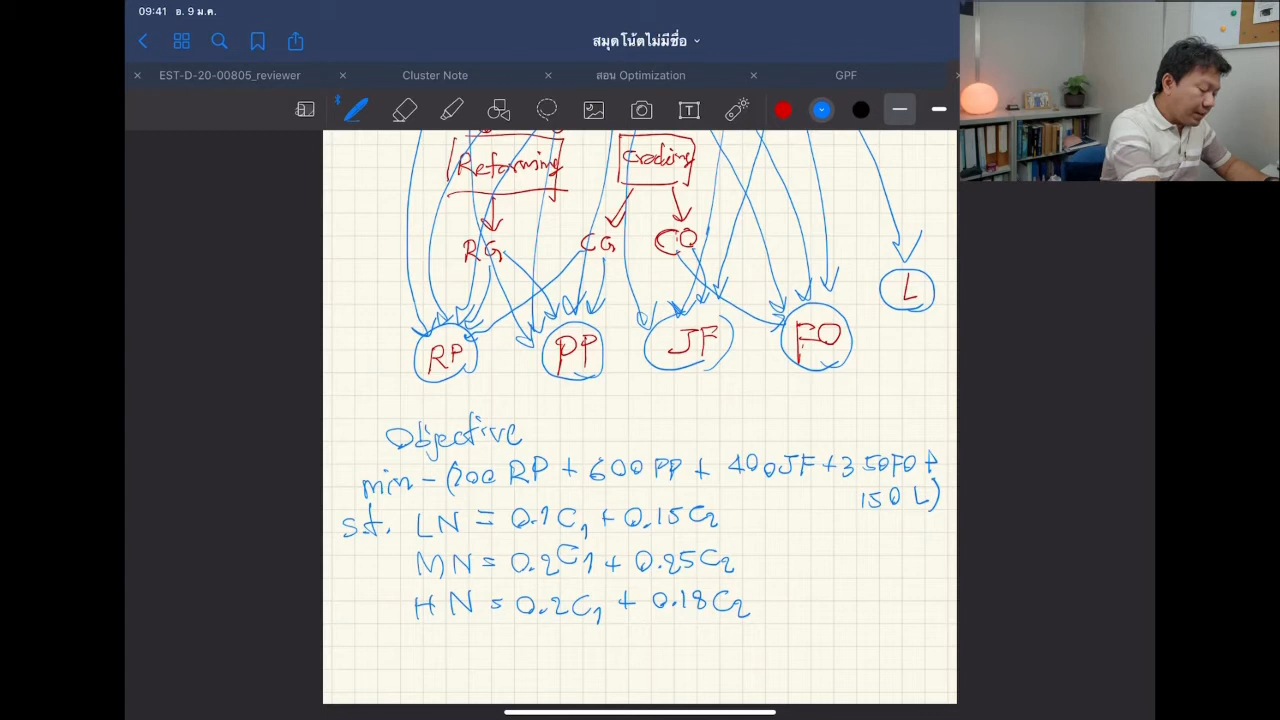 09:41 อ. 9 ม.ค.
สมุดโน้ตไม่มีชื่อ
EST-D-20-00805_reviewer
Cluster Note
สอน Optimization
GPF
T
Reforming
Cracking
RG
CG
CO
L
RP
PP
JF
FO
Objective
min - (700 RP + 600 PP + 400 JF + 350 FO +
150 L)
st. LN = 0.1C1 + 0.15C2
MN = 0.2C1 + 0.25C2
HN = 0.2C1 + 0.18C2